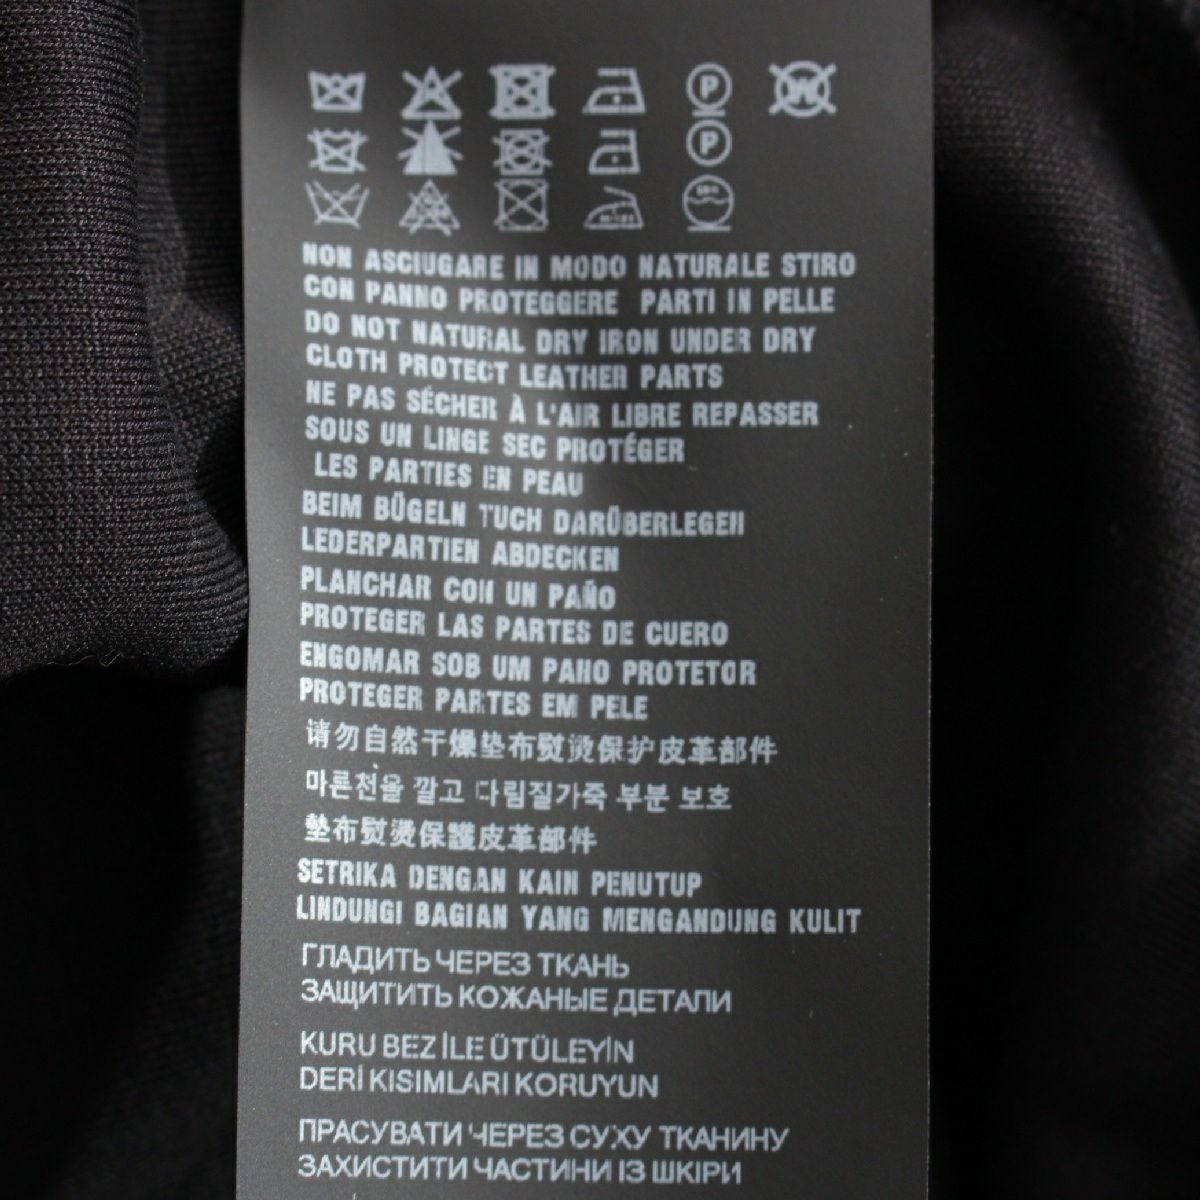 P
W
P
NON ASCIUGARE IN MODO NATURALE STIRO
CON PANNO PROTEGGERE PARTI IN PELLE
DO NOT NATURAL DRY IRON UNDER DRY
CLOTH PROTECT LEATHER PARTS
NE PAS SÉCHER À L'AIR LIBRE REPASSER
SOUS UN LINGE SEC PROTÉGER
LES PARTIES EN PEAU
BEIM BÜGELN TUCH DARÜBERLEGEN
LEDERPARTIEN ABDECKEN
PLANCHAR CON UN PAÑO
PROTEGER LAS PARTES DE CUERO
ENGOMAR SOB UM PANO PROTETOR
PROTEGER PARTES EM PELE
请勿自然干燥垫布熨烫保护皮革部件
마른천을 깔고 다림질가죽 부분 보호
墊布熨燙保護皮革部件
SETRIKA DENGAN KAIN PENUTUP
LINDUNGI BAGIAN YANG MENGANDUNG KULIT
ГЛАДИТЬ ЧЕРЕЗ ТКАНЬ
ЗАЩИТИТЬ КОЖАНЫЕ ДЕТАЛИ
KURU BEZ İLE ÜTÜLEYİN
DERİ KISIMLARI KORUYUN
ПРАСУВАТИ ЧЕРЕЗ СУХУ ТКАНИНУ
ЗАХИСТИТИ ЧАСТИНИ ІЗ ШКІРИ